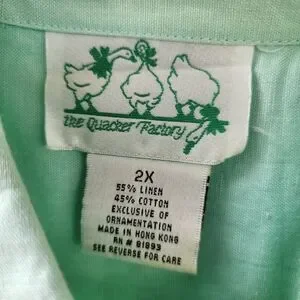 the Quacker Factory
2X
55% LINEN
45% COTTON
EXCLUSIVE OF
ORNAMENTATION
MADE IN HONG KONG
RN # 81893
SEE REVERSE FOR CARE